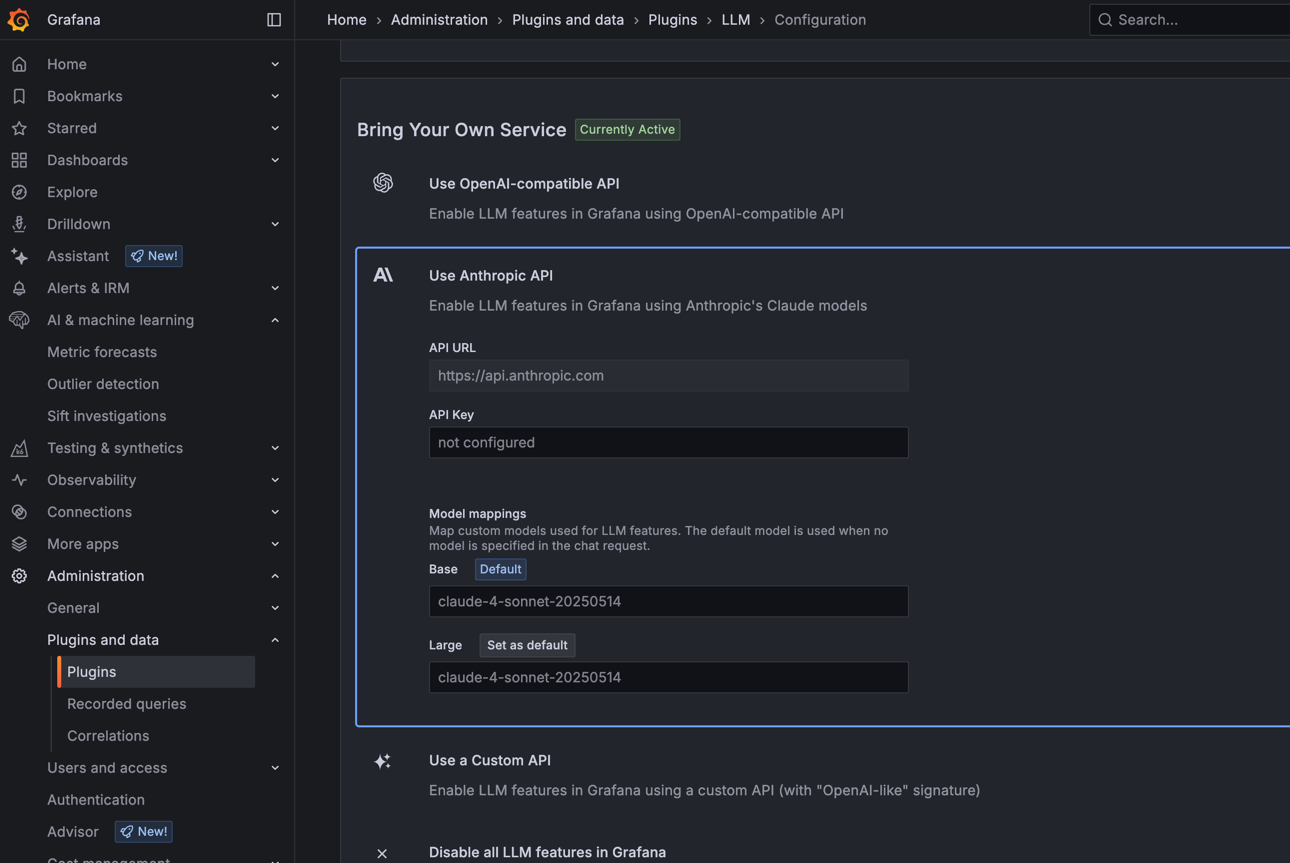 Grafana
Home › Administration › Plugins and data › Plugins › LLM › Configuration
Search...
Home
Bookmarks
Starred
Dashboards
Explore
Drilldown
Assistant New!
Alerts & IRM
AI & machine learning
Metric forecasts
Outlier detection
Sift investigations
Testing & synthetics
Observability
Connections
More apps
Administration
General
Plugins and data
Plugins
Recorded queries
Correlations
Users and access
Authentication
Advisor New!
Cost management
Bring Your Own Service Currently Active
Use OpenAI-compatible API
Enable LLM features in Grafana using OpenAI-compatible API
Use Anthropic API
Enable LLM features in Grafana using Anthropic's Claude models
API URL
https://api.anthropic.com
API Key
not configured
Model mappings
Map custom models used for LLM features. The default model is used when no
model is specified in the chat request.
Base Default
claude-4-sonnet-20250514
Large Set as default
claude-4-sonnet-20250514
Use a Custom API
Enable LLM features in Grafana using a custom API (with "OpenAI-like" signature)
Disable all LLM features in Grafana